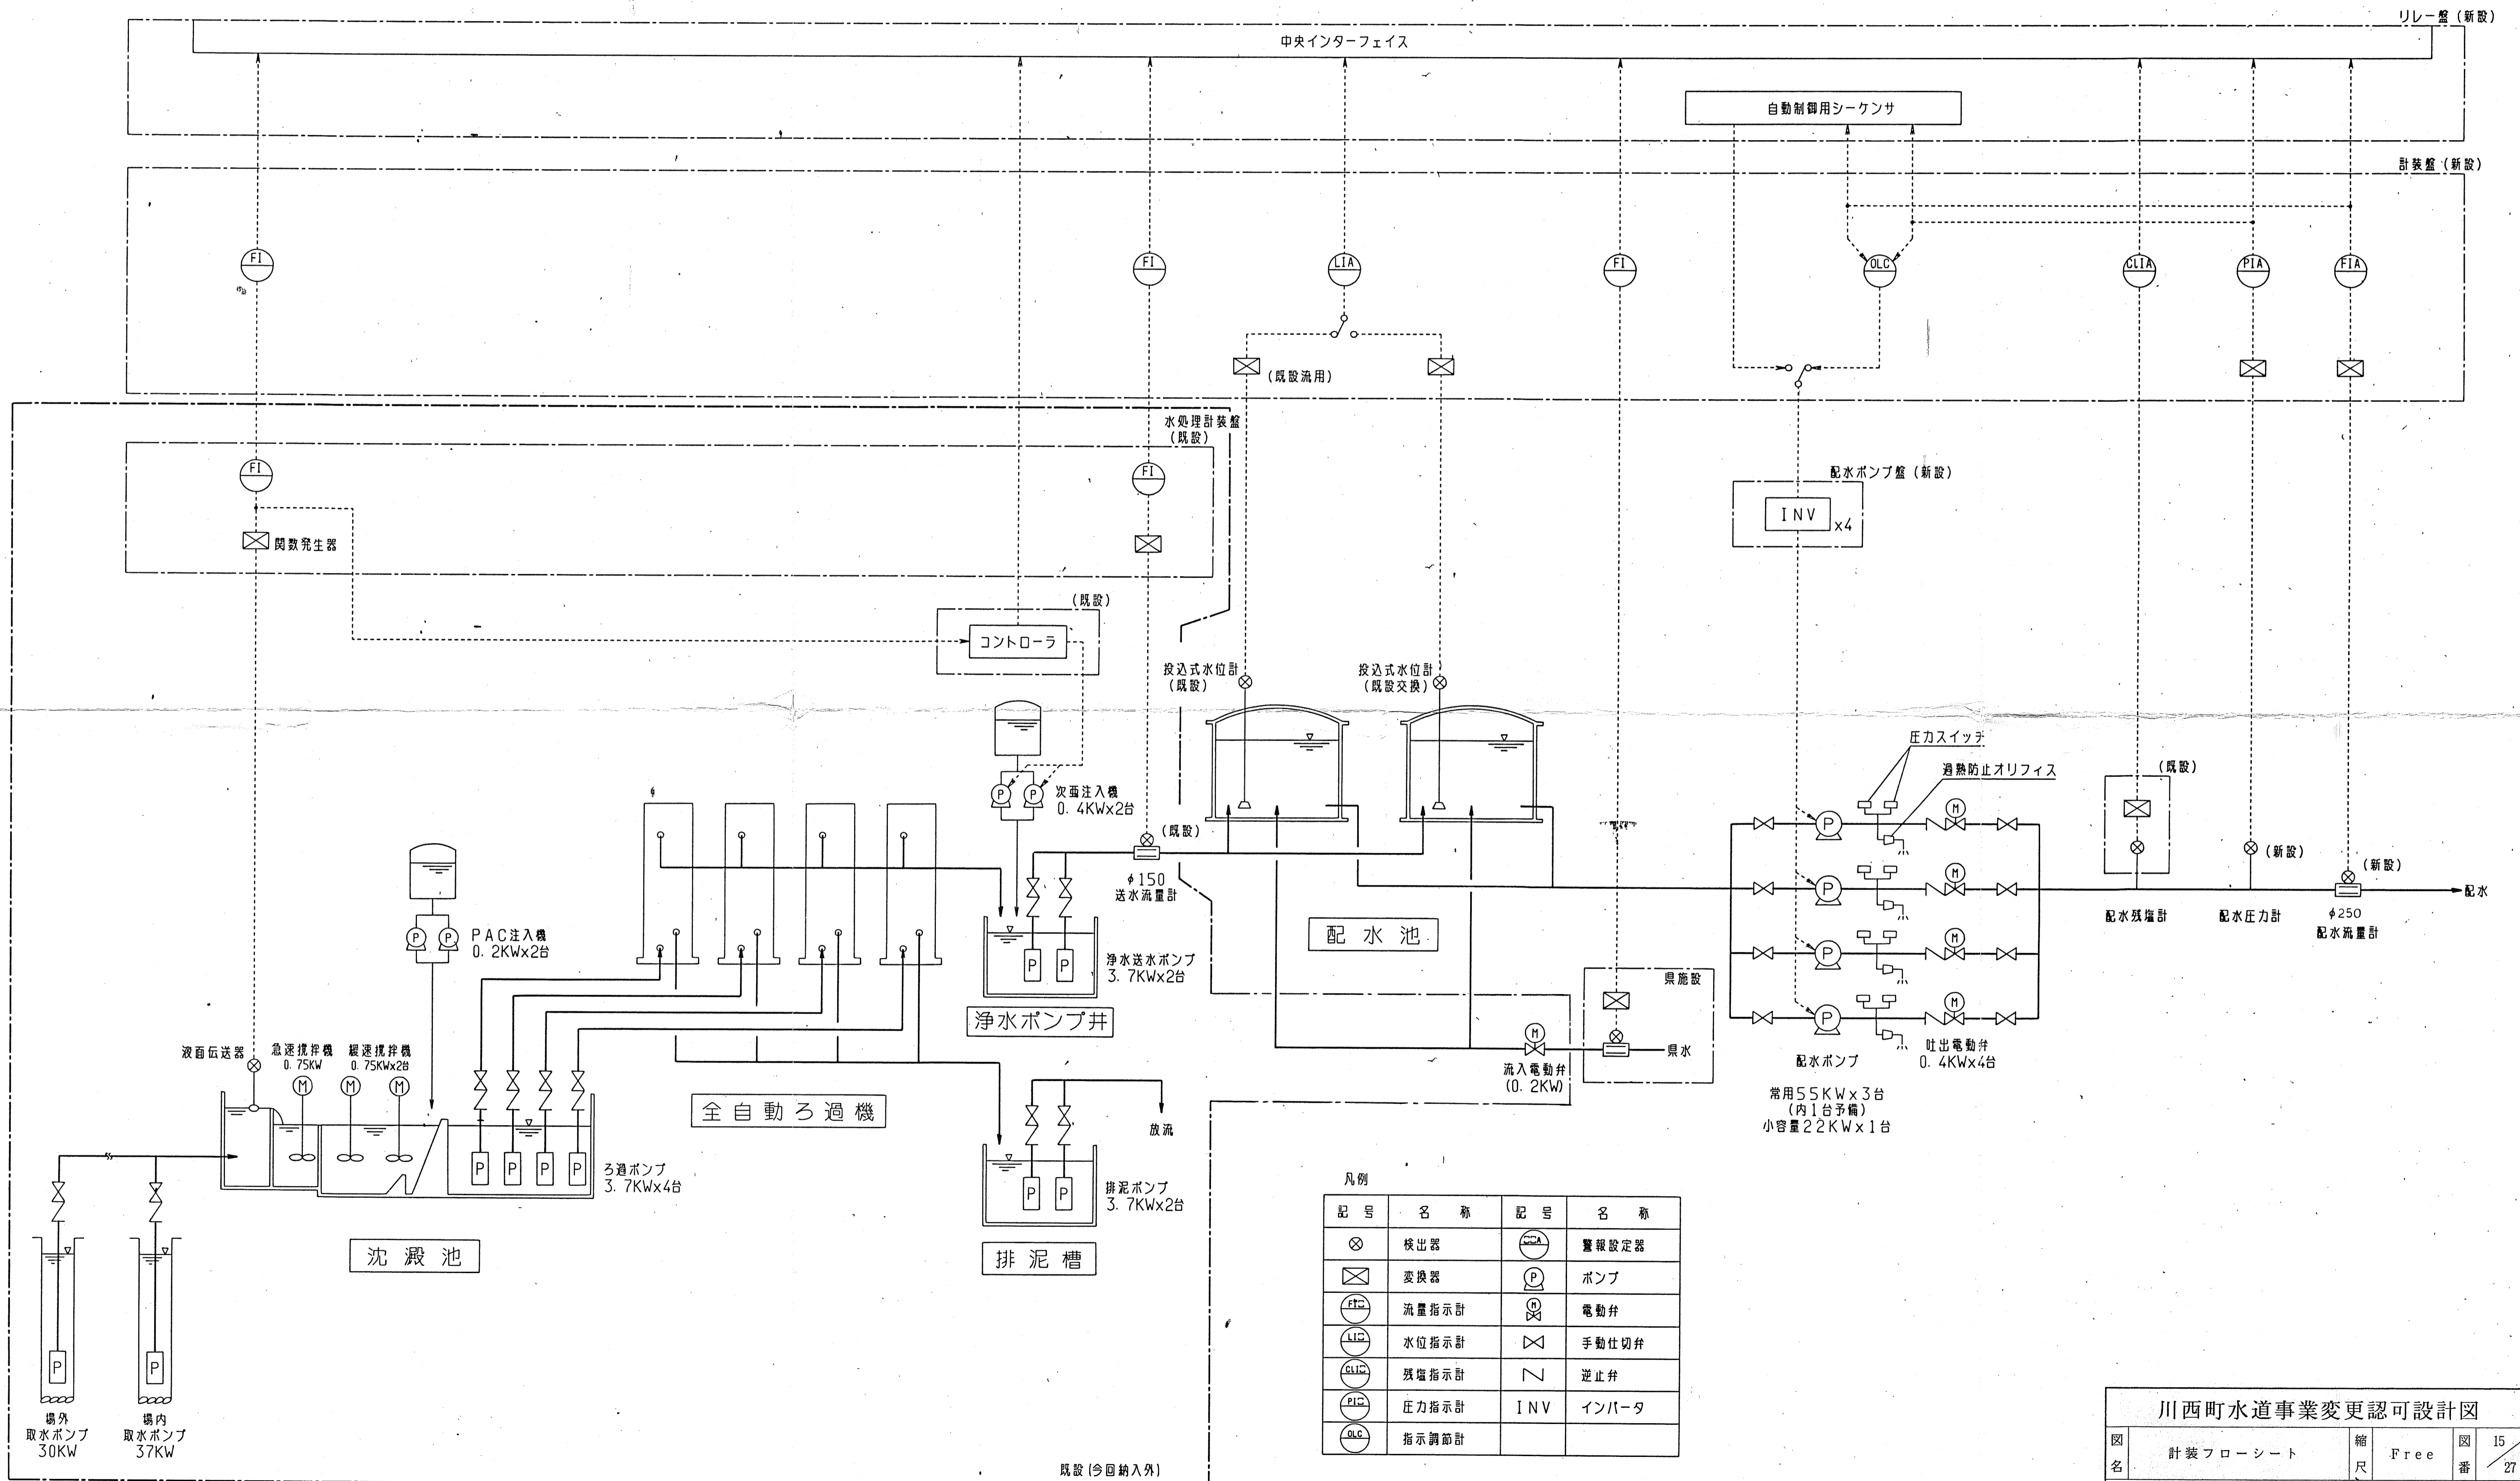 リレー盤(新設)
中央インターフェイス
自動制御用シーケンサ
計装盤(新設)
FI
FI
LIA
FI
OLC
CLIA
PIA
FIA
(既設流用)
水処理計装盤
(既設)
FI
FI
関数発生器
配水ポンプ盤(新設)
INV
x4
(既設)
コントローラ
投込式水位計
(既設)
投込式水位計
(既設交換)
圧力スイッチ
過熱防止オリフィス
(既設)
P
P
次亜注入機
0.4KWx2台
(既設)
φ150
送水流量計
P
P
PAC注入機
0.2KWx2台
P
P
浄水送水ポンプ
3.7KWx2台
浄水ポンプ井
配水池
県施設
県水
M
流入電動弁
(0.2KW)
P
M
P
M
P
M
P
M
配水ポンプ
常用55KWx3台
(内1台予備)
小容量22KWx1台
吐出電動弁
0.4KWx4台
配水残塩計
(新設)
配水圧力計
(新設)
φ250
配水流量計
配水
液面伝送器
急速撹拌機
0.75KW
緩速撹拌機
0.75KWx2台
M
M
M
P
P
P
P
ろ過ポンプ
3.7KWx4台
全自動ろ過機
放流
P
P
排泥ポンプ
3.7KWx2台
排泥槽
沈澱池
P
P
場外
取水ポンプ
30KW
場内
取水ポンプ
37KW
既設(今回納入外)
凡例
記号 名称 記号 名称
検出器 警報設定器
変換器 P ポンプ
流量指示計 M 電動弁
水位指示計 手動仕切弁
残塩指示計 逆止弁
圧力指示計 INV インバータ
OLC 指示調節計
川西町水道事業変更認可設計図
図名 計装フローシート 縮尺 Free 図番 15/27